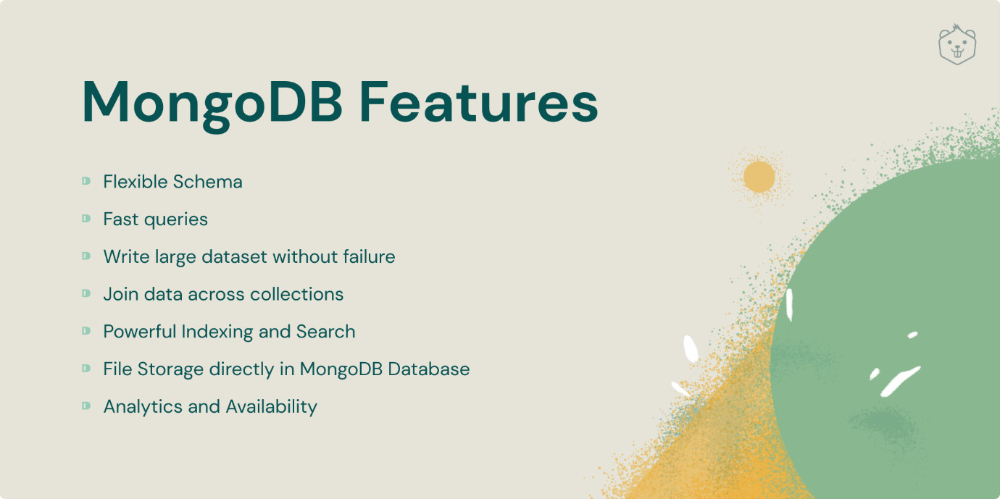 MongoDB Features
Flexible Schema
Fast queries
Write large dataset without failure
Join data across collections
Powerful Indexing and Search
File Storage directly in MongoDB Database
Analytics and Availability